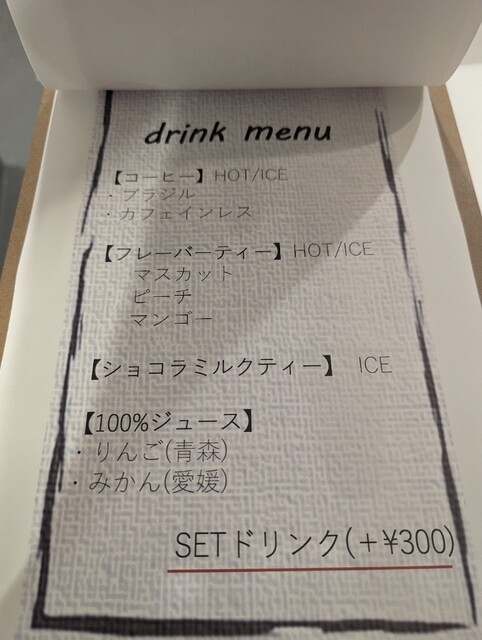 drink menu
【コーヒー】HOT/ICE
・ブラジル
・カフェインレス
【フレーバーティー】HOT/ICE
マスカット
ピーチ
マンゴー
【ショコラミルクティー】 ICE
【100%ジュース】
・りんご(青森)
・みかん(愛媛)
SETドリンク(＋¥300)